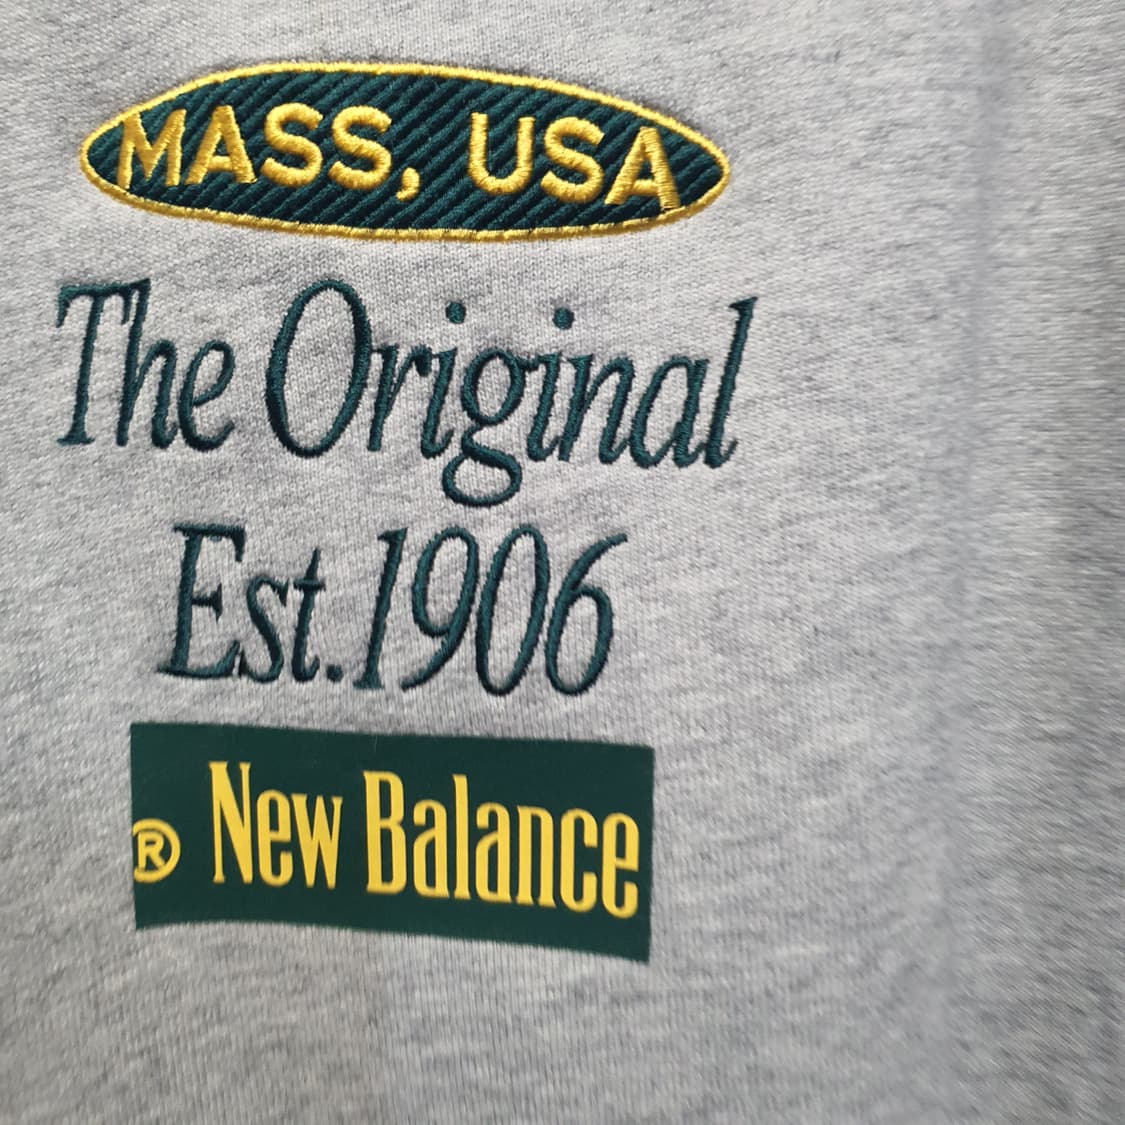 MASS, USA
The Original
Est.1906
® New Balance